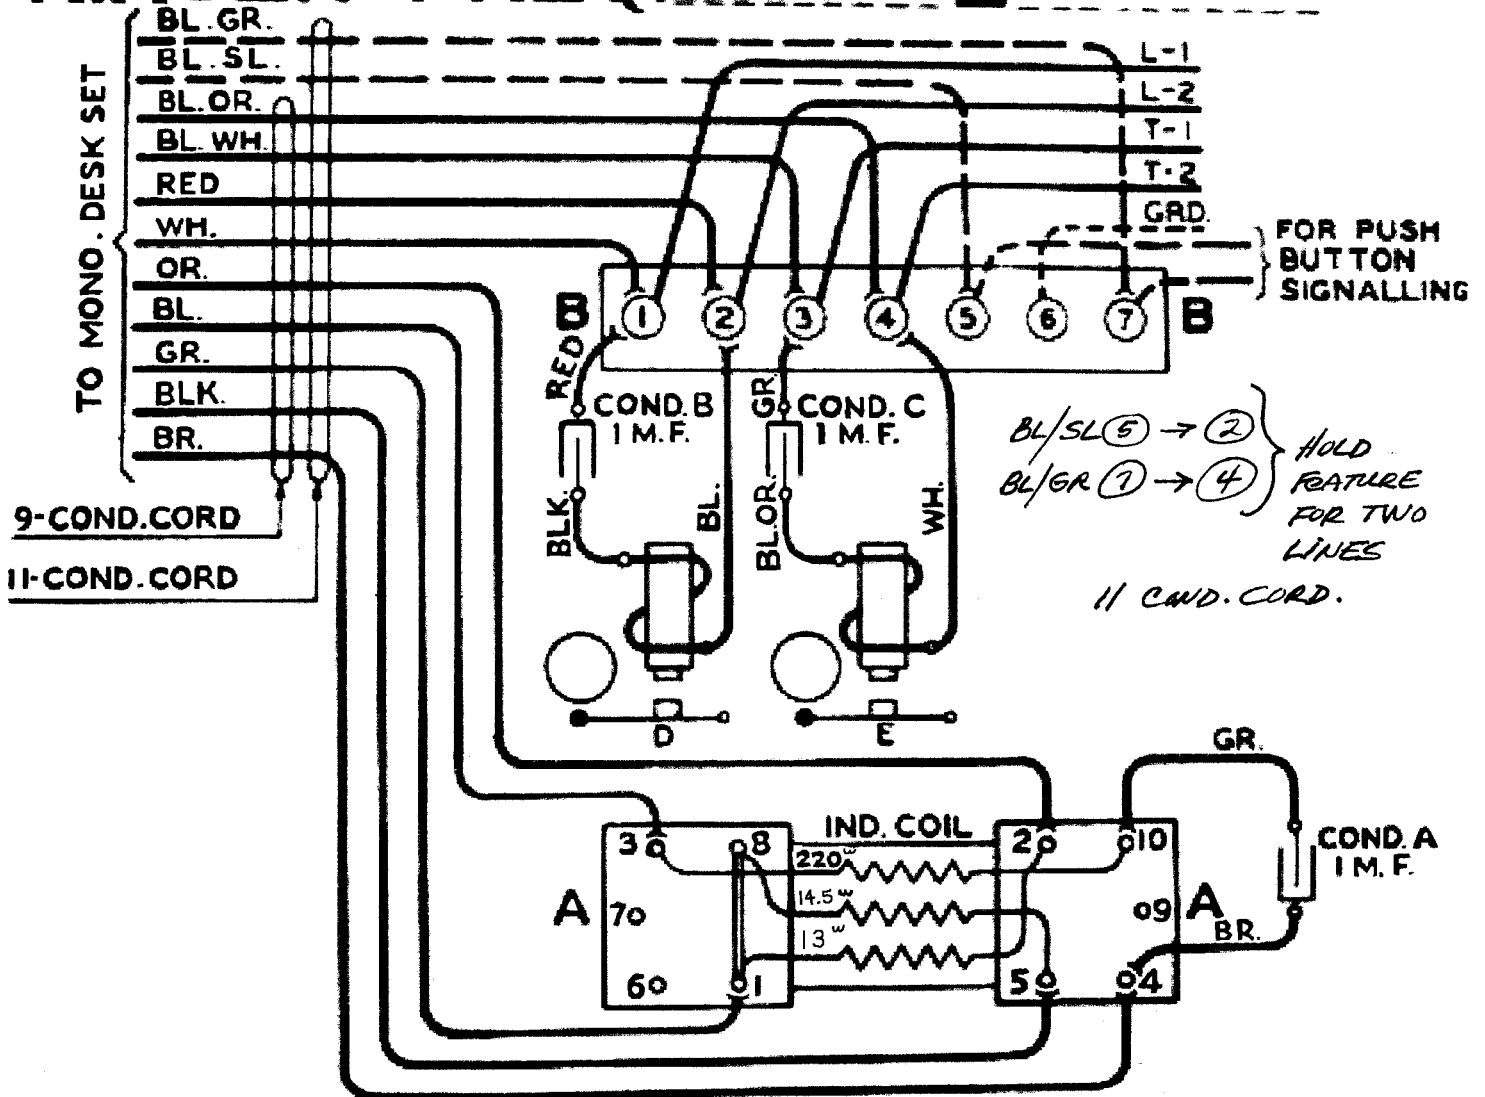 BL.GR.
BL.SL.
BL.OR.
BL.WH.
RED
WH.
OR.
BL.
GR.
BLK.
BR.
TO MONO. DESK SET
9-COND.CORD
11-COND.CORD
L-1
L-2
T-1
T-2
GRD.
FOR PUSH
BUTTON
SIGNALLING
B
1
2
3
4
5
6
7
B
RED
COND. B
1 M.F.
GR.
COND. C
1 M.F.
BLK.
BL.
BL.OR.
WH.
D
E
BL/SL 5 → 2
BL/GR 7 → 4
HOLD
FEATURE
FOR TWO
LINES
11 COND. CORD.
GR.
COND. A
1 M.F.
BR.
IND. COIL
220ω
14.5ω
13ω
A
3
8
7
6
1
2
10
9
5
4
A